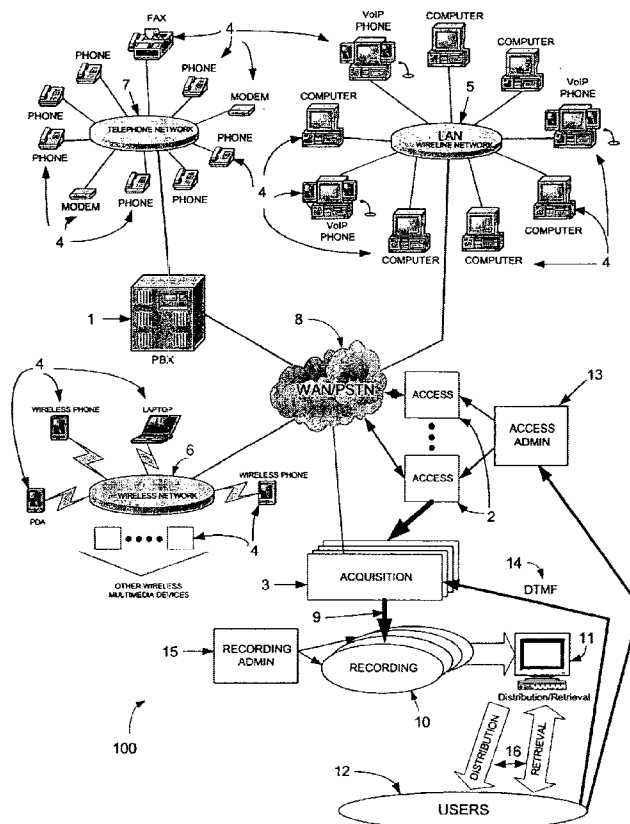 FAX
4
PHONE
7
PHONE
MODEM
PHONE
TELEPHONE NETWORK
PHONE
PHONE
PHONE
MODEM
PHONE
PHONE
4
4
VoIP
PHONE
COMPUTER
COMPUTER
5
VoIP
PHONE
COMPUTER
LAN
WIRELINE NETWORK
4
VoIP
PHONE
COMPUTER
COMPUTER
COMPUTER
4
1
PBX
8
WAN/PSTN
ACCESS
ACCESS
2
13
ACCESS
ADMIN
4
WIRELESS PHONE
LAPTOP
6
WIRELESS NETWORK
WIRELESS PHONE
PDA
4
OTHER WIRELESS
MULTIMEDIA DEVICES
3
ACQUISITION
14
DTMF
9
15
RECORDING
ADMIN
RECORDING
10
11
Distribution/Retrieval
100
DISTRIBUTION
16
RETRIEVAL
12
USERS